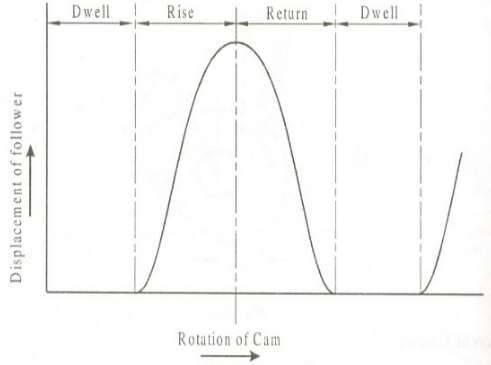 Dwell
Rise
Return
Dwell
Displacement of follower
Rotation of Cam